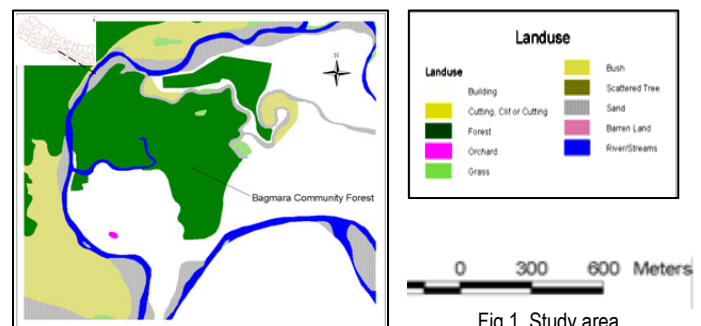 N
Bagmara Community Forest
Landuse
Landuse
Building
Cutting, Clif or Cutting
Forest
Orchard
Grass
Bush
Scattered Tree
Sand
Barren Land
River/Streams
0 300 600 Meters
Fig 1. Study area